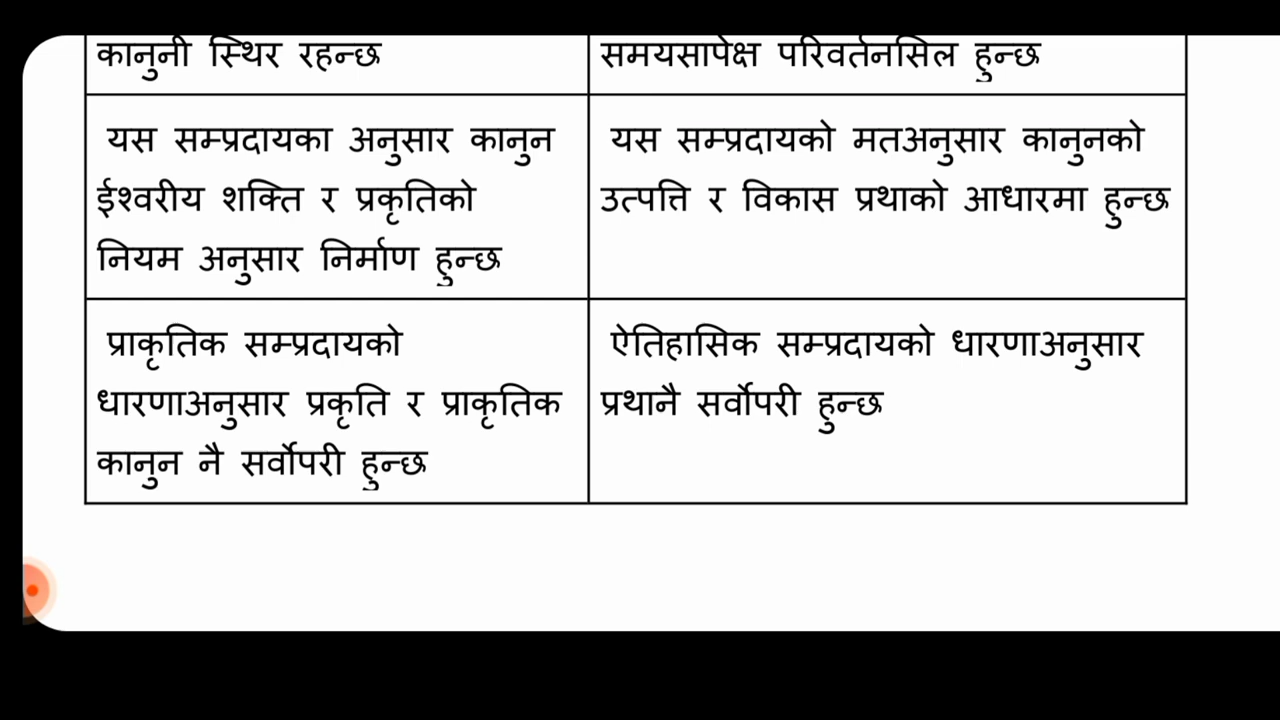 कानुनी स्थिर रहन्छ
समयसापेक्ष परिवर्तनसिल हुन्छ
यस सम्प्रदायका अनुसार कानुन
ईश्वरीय शक्ति र प्रकृतिको
नियम अनुसार निर्माण हुन्छ
यस सम्प्रदायको मतअनुसार कानुनको
उत्पत्ति र विकास प्रथाको आधारमा हुन्छ
प्राकृतिक सम्प्रदायको
धारणाअनुसार प्रकृति र प्राकृतिक
कानुन नै सर्वोपरी हुन्छ
ऐतिहासिक सम्प्रदायको धारणाअनुसार
प्रथानै सर्वोपरी हुन्छ